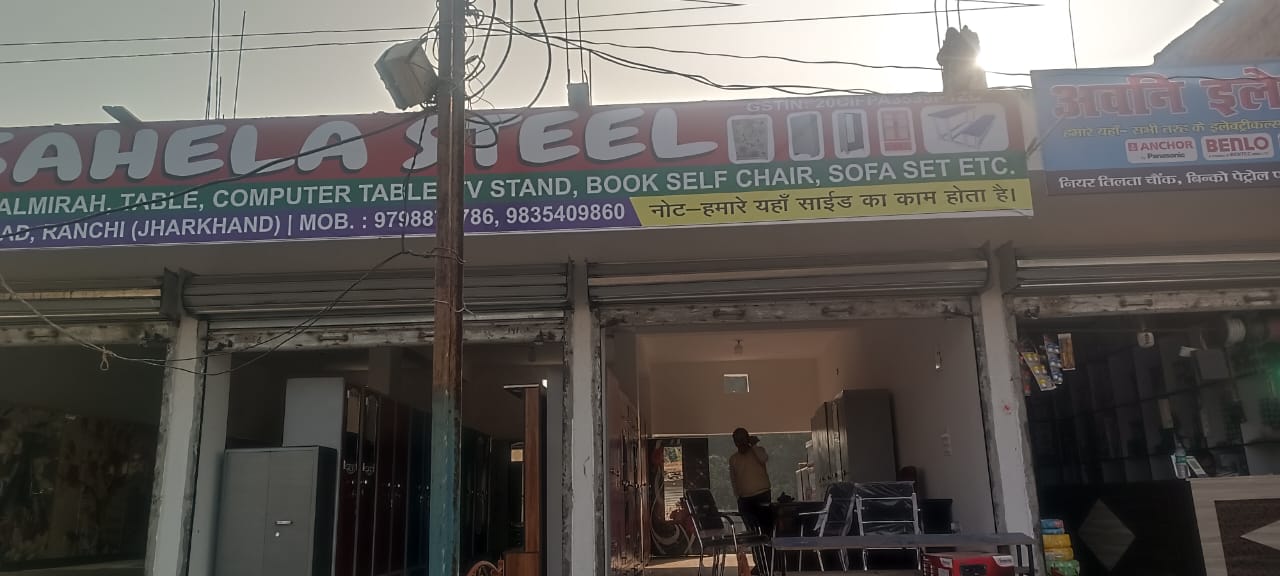 SAHELA STEEL
ALMIRAH. TABLE, COMPUTER TABLE, TV STAND, BOOK SELF CHAIR, SOFA SET ETC.
RANCHI (JHARKHAND) | MOB. : 9835409860
नोट-हमारे यहाँ साईड का काम होता है।
GSTIN:
अवनि इले
हमारे यहाँ- सभी तरह के इलेक्ट्रीकल्स
ANCHOR
by Panasonic
BENLO
नियर तिलता चौंक, बिन्को पेट्रोल